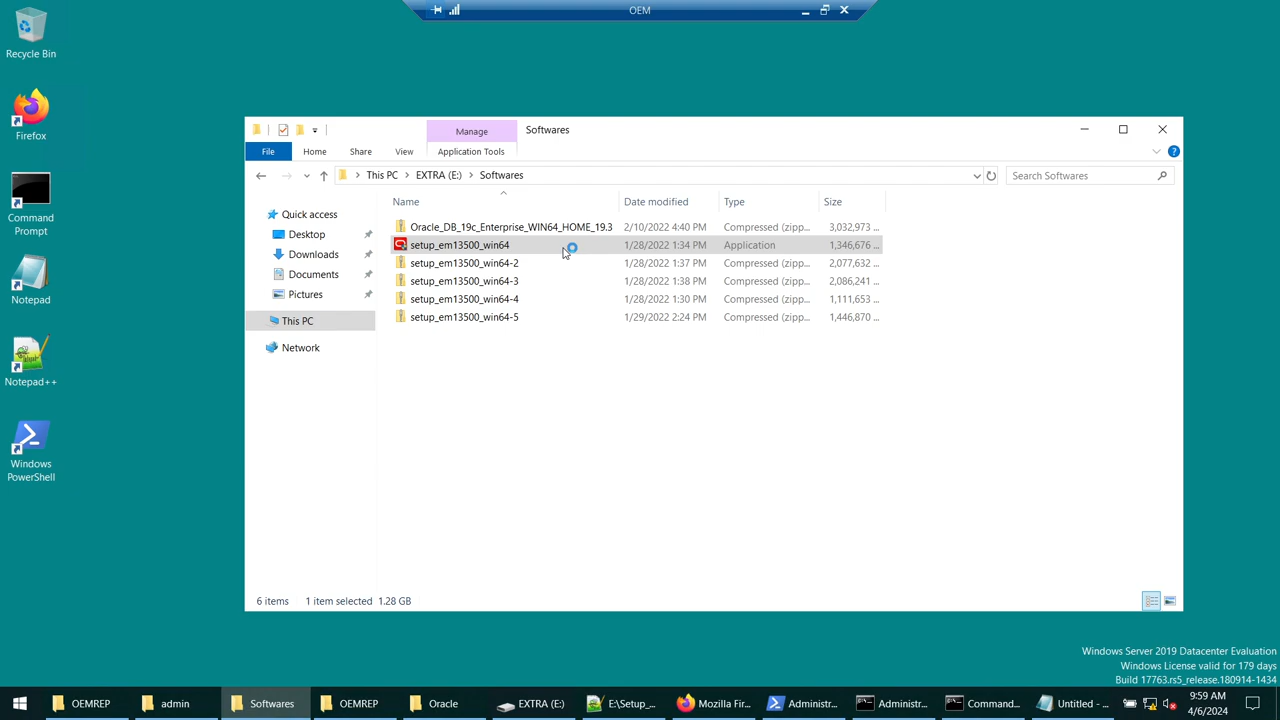 OEM
Recycle Bin
Firefox
Command
Prompt
Notepad
Notepad++
Windows
PowerShell
Manage
Softwares
File
Home
Share
View
Application Tools
This PC > EXTRA (E:) > Softwares
Search Softwares
Name
Date modified
Type
Size
Quick access
Desktop
Downloads
Documents
Pictures
This PC
Network
Oracle_DB_19c_Enterprise_WIN64_HOME_19.3 2/10/2022 4:40 PM Compressed (zipp... 3,032,973 ...
setup_em13500_win64 1/28/2022 1:34 PM Application 1,346,676 ...
setup_em13500_win64-2 1/28/2022 1:37 PM Compressed (zipp... 2,077,632 ...
setup_em13500_win64-3 1/28/2022 1:38 PM Compressed (zipp... 2,086,241 ...
setup_em13500_win64-4 1/28/2022 1:30 PM Compressed (zipp... 1,111,653 ...
setup_em13500_win64-5 1/29/2022 2:24 PM Compressed (zipp... 1,446,870 ...
6 items 1 item selected 1.28 GB
Windows Server 2019 Datacenter Evaluation
Windows License valid for 179 days
Build 17763.rs5_release.180914-1434
OEMREP
admin
Softwares
OEMREP
Oracle
EXTRA (E:)
E:\Setup_...
Mozilla Fir...
Administr...
Administr...
Command...
Untitled - ...
9:59 AM
4/6/2024